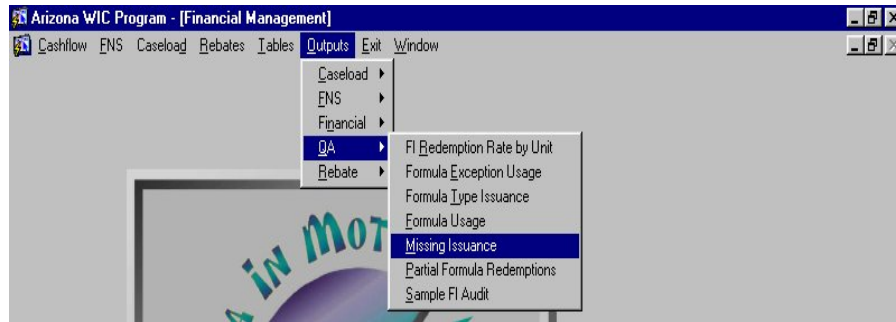 Arizona WIC Program - [Financial Management]
Cashflow FNS Caseload Rebates Tables Outputs Exit Window
Caseload
FNS
Financial
QA
Rebate
FI Redemption Rate by Unit
Formula Exception Usage
Formula Type Issuance
Formula Usage
Missing Issuance
Partial Formula Redemptions
Sample FI Audit
IN MOT